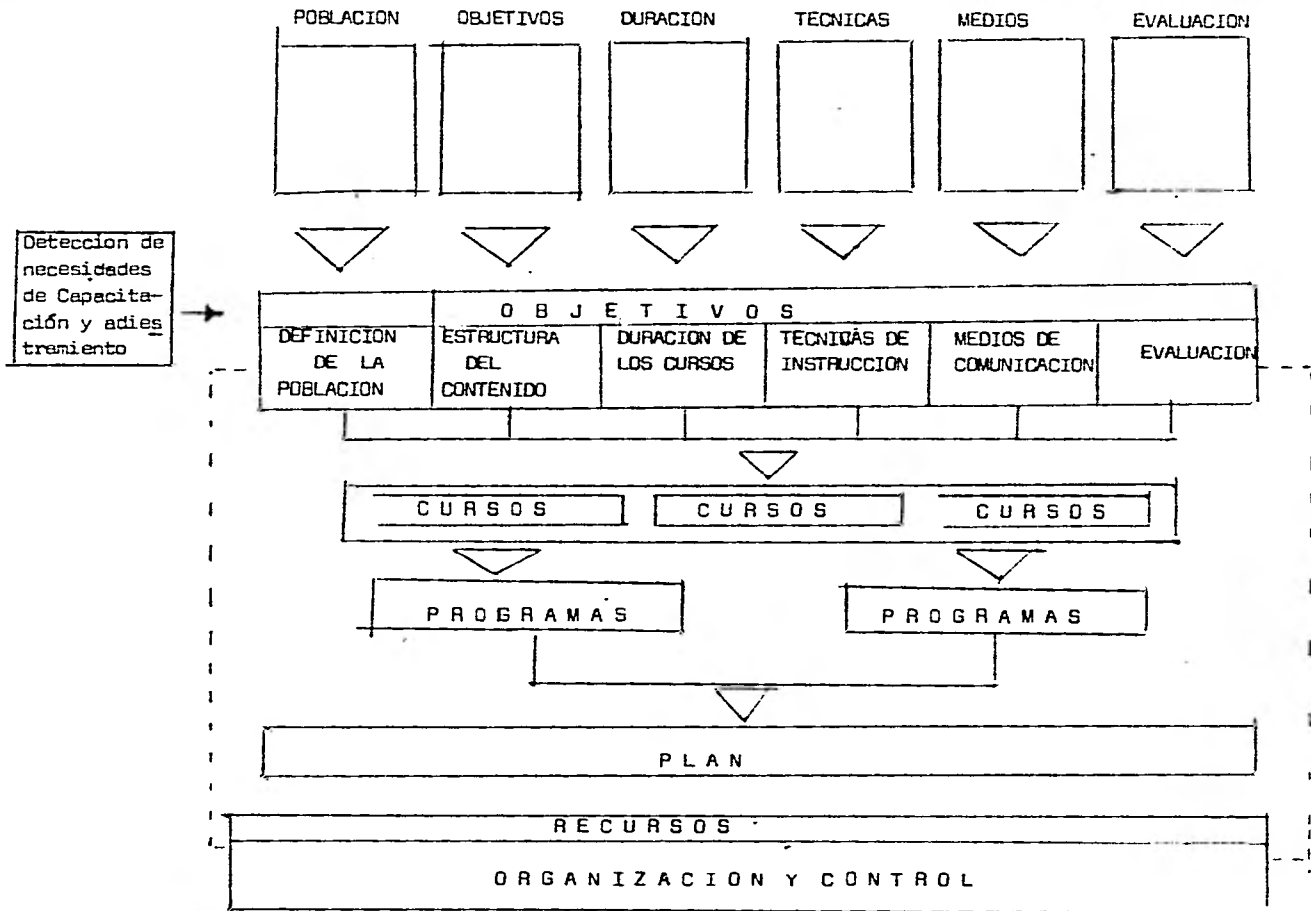 POBLACION OBJETIVOS DURACION TECNICAS MEDIOS EVALUACION
Detección de
necesidades
de Capacita-
ción y adies
tramiento
O B J E T I V O S
DEFINICION
DE LA
POBLACION
ESTRUCTURA
DEL
CONTENIDO
DURACION DE
LOS CURSOS
TECNICAS DE
INSTRUCCION
MEDIOS DE
COMUNICACION
EVALUACION
C U R S O S C U R S O S C U R S O S
P R O G R A M A S P R O G R A M A S
P L A N
R E C U R S O S
O R G A N I Z A C I O N Y C O N T R O L